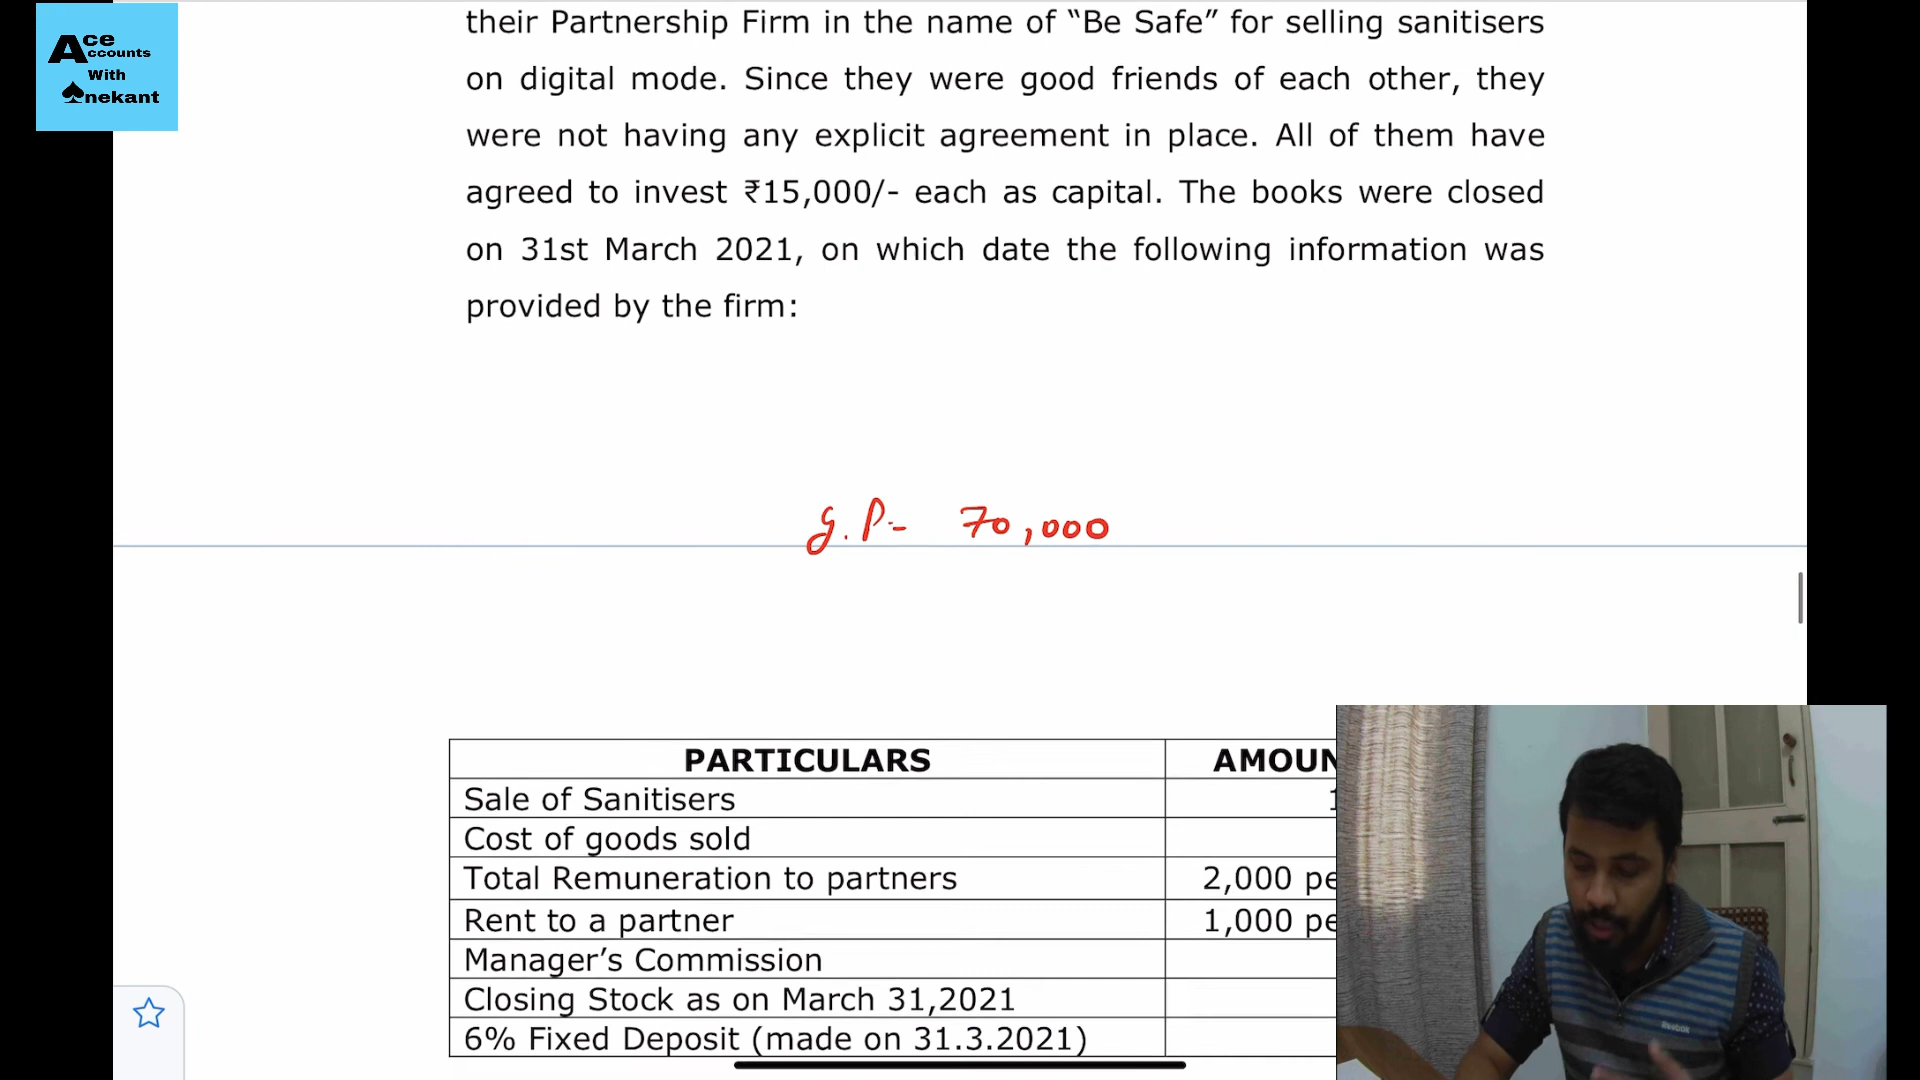 Ace
Accounts
With
Anekant
their Partnership Firm in the name of “Be Safe” for selling sanitisers
on digital mode. Since they were good friends of each other, they
were not having any explicit agreement in place. All of them have
agreed to invest ₹15,000/- each as capital. The books were closed
on 31st March 2021, on which date the following information was
provided by the firm:
G.P- 70,000
PARTICULARS
Sale of Sanitisers
Cost of goods sold
Total Remuneration to partners 2,000
Rent to a partner 1,000
Manager’s Commission
Closing Stock as on March 31,2021
6% Fixed Deposit (made on 31.3.2021)
Reebok